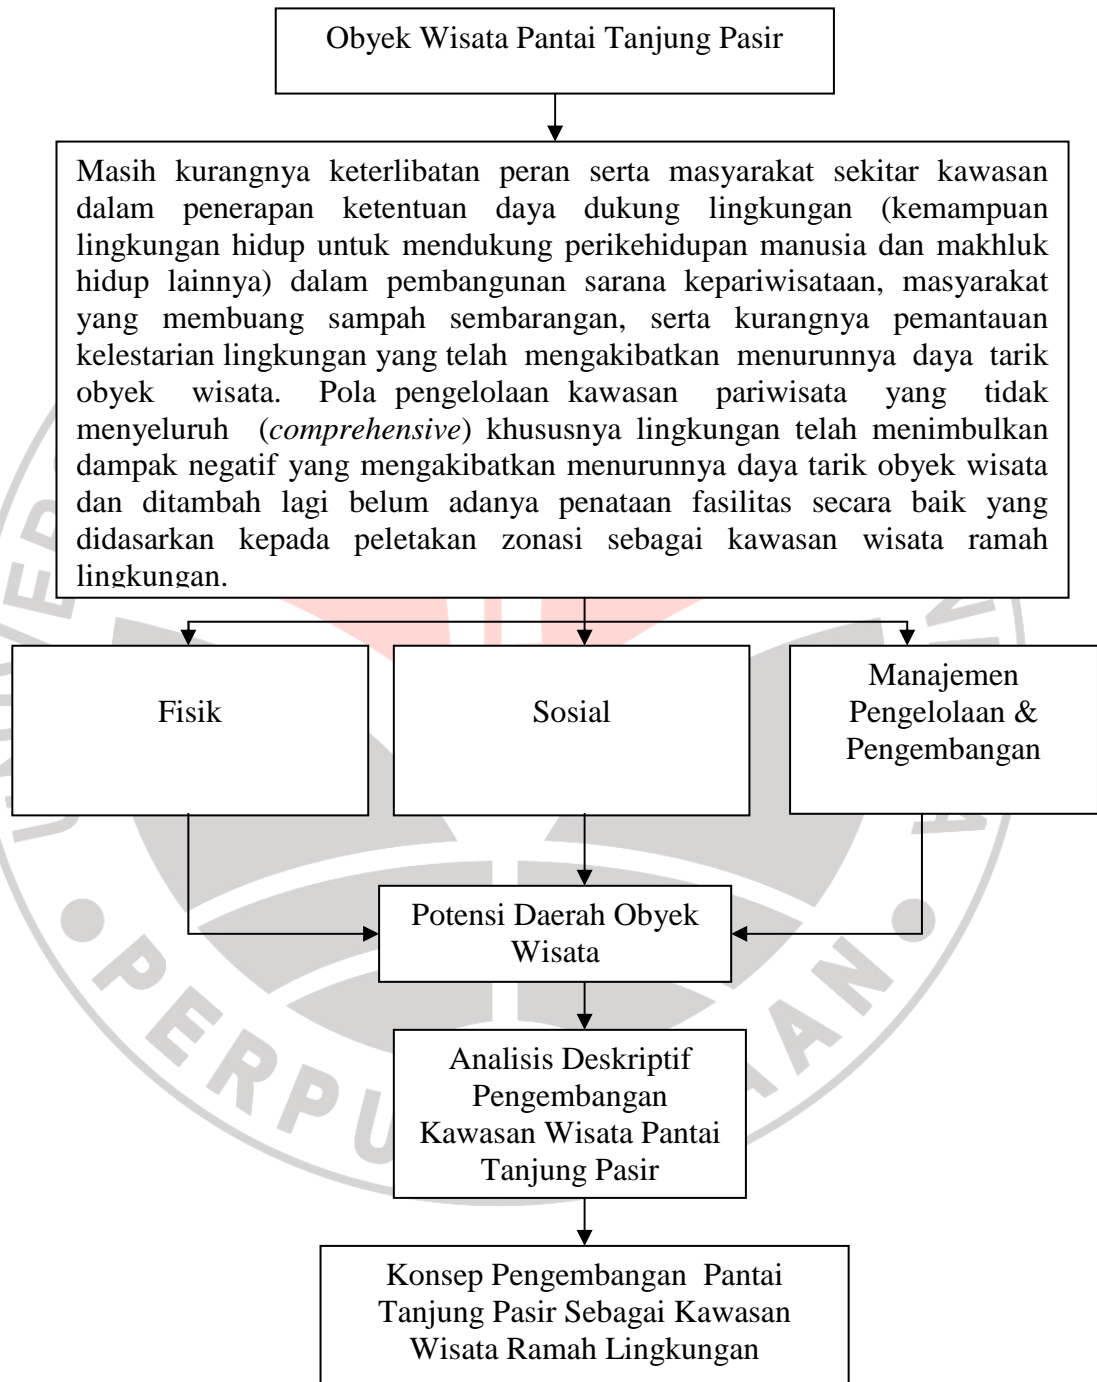 Obyek Wisata Pantai Tanjung Pasir
Masih kurangnya keterlibatan peran serta masyarakat sekitar kawasan
dalam penerapan ketentuan daya dukung lingkungan (kemampuan
lingkungan hidup untuk mendukung perikehidupan manusia dan makhluk
hidup lainnya) dalam pembangunan sarana kepariwisataan, masyarakat
yang membuang sampah sembarangan, serta kurangnya pemantauan
kelestarian lingkungan yang telah mengakibatkan menurunnya daya tarik
obyek wisata. Pola pengelolaan kawasan pariwisata yang tidak
menyeluruh (comprehensive) khususnya lingkungan telah menimbulkan
dampak negatif yang mengakibatkan menurunnya daya tarik obyek wisata
dan ditambah lagi belum adanya penataan fasilitas secara baik yang
didasarkan kepada peletakan zonasi sebagai kawasan wisata ramah
lingkungan.
Fisik
Sosial
Manajemen
Pengelolaan &
Pengembangan
Potensi Daerah Obyek
Wisata
Analisis Deskriptif
Pengembangan
Kawasan Wisata Pantai
Tanjung Pasir
Konsep Pengembangan Pantai
Tanjung Pasir Sebagai Kawasan
Wisata Ramah Lingkungan